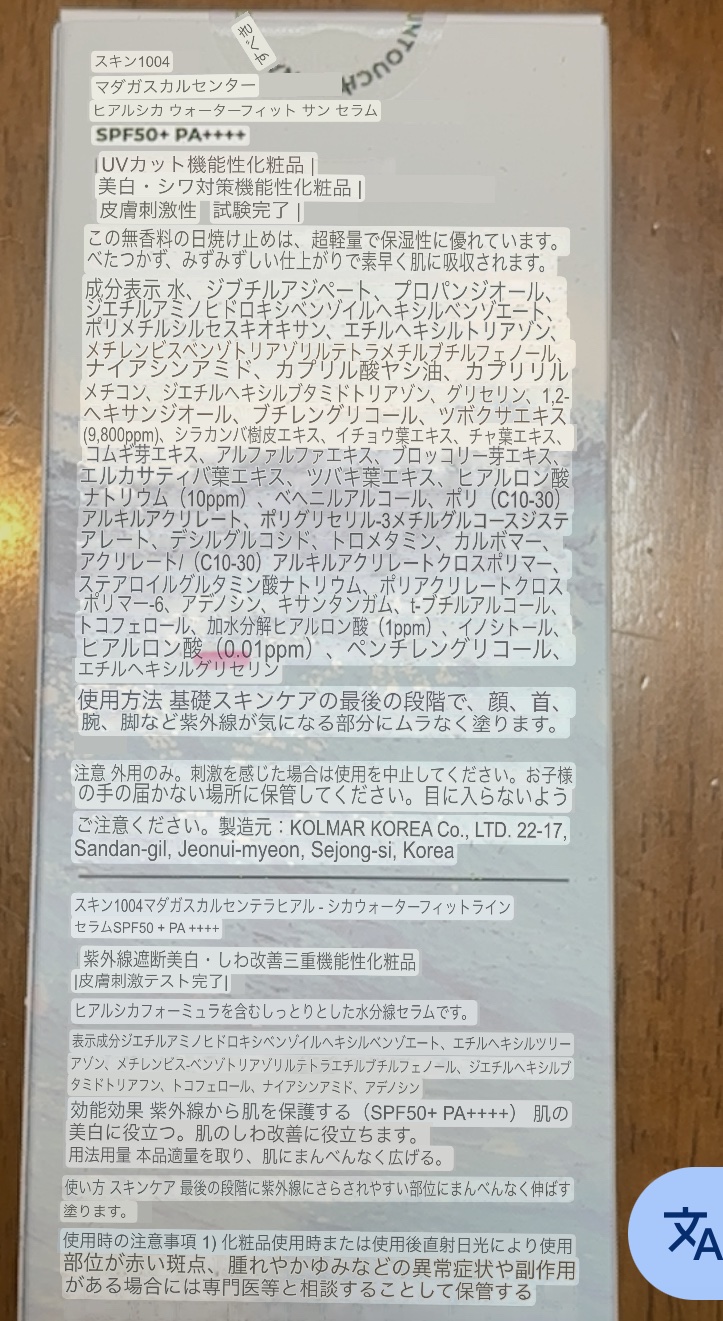 UNTOUCH
スキン1004
マダガスカルセンター
ヒアルシカ ウォーターフィット サン セラム
SPF50+ PA++++
|UVカット機能性化粧品 |
美白・シワ対策機能性化粧品 |
皮膚刺激性 試験完了 |
この無香料の日焼け止めは、超軽量で保湿性に優れています。
べたつかず、みずみずしい仕上がりで素早く肌に吸収されます。
成分表示 水、ジブチルアジペート、プロパンジオール、
ジエチルアミノヒドロキシベンゾイルヘキシルベンゾエート、
ポリメチルシルセスキオキサン、エチルヘキシルトリアゾン、
メチレンビスベンゾトリアゾリルテトラメチルブチルフェノール、
ナイアシンアミド、カプリル酸ヤシ油、カプリリル
メチコン、ジエチルヘキシルブタミドトリアゾン、グリセリン、1,2-
ヘキサンジオール、ブチレングリコール、ツボクサエキス
(9,800ppm)、シラカンバ樹皮エキス、イチョウ葉エキス、チャ葉エキス、
コムギ芽エキス、アルファルファエキス、ブロッコリー芽エキス、
エルカサティバ葉エキス、ツバキ葉エキス、ヒアルロン酸
ナトリウム（10ppm）、ベヘニルアルコール、ポリ（C10-30）
アルキルアクリレート、ポリグリセリル-3メチルグルコースジステ
アレート、デシルグルコシド、トロメタミン、カルボマー、
アクリレート/（C10-30）アルキルアクリレートクロスポリマー、
ステアロイルグルタミン酸ナトリウム、ポリアクリレートクロス
ポリマー-6、アデノシン、キサンタンガム、t-ブチルアルコール、
トコフェロール、加水分解ヒアルロン酸（1ppm）、イノシトール、
ヒアルロン酸（0.01ppm）、ペンチレングリコール、
エチルヘキシルグリセリン
使用方法 基礎スキンケアの最後の段階で、顔、首、
腕、脚など紫外線が気になる部分にムラなく塗ります。
注意 外用のみ。刺激を感じた場合は使用を中止してください。お子様
の手の届かない場所に保管してください。目に入らないよう
ご注意ください。製造元：KOLMAR KOREA Co., LTD. 22-17,
Sandan-gil, Jeonui-myeon, Sejong-si, Korea
スキン1004マダガスカルセンテラヒアル - シカウォーターフィットライン
セラムSPF50 + PA ++++
紫外線遮断美白・しわ改善三重機能性化粧品
|皮膚刺激テスト完了|
ヒアルシカフォーミュラを含むしっとりとした水分線セラムです。
表示成分ジエチルアミノヒドロキシベンゾイルヘキシルベンゾエート、エチルヘキシルツリー
アゾン、メチレンビス-ベンゾトリアゾリルテトラエチルブチルフェノール、ジエチルヘキシルブ
タミドトリアフン、トコフェロール、ナイアシンアミド、アデノシン
効能効果 紫外線から肌を保護する（SPF50+ PA++++） 肌の
美白に役立つ。肌のしわ改善に役立ちます。
用法用量 本品適量を取り、肌にまんべんなく広げる。
使い方 スキンケア 最後の段階に紫外線にさらされやすい部位にまんべんなく伸ばす
塗ります。
使用時の注意事項 1) 化粧品使用時または使用後直射日光により使用
部位が赤い斑点、腫れやかゆみなどの異常症状や副作用
がある場合には専門医等と相談することして保管する